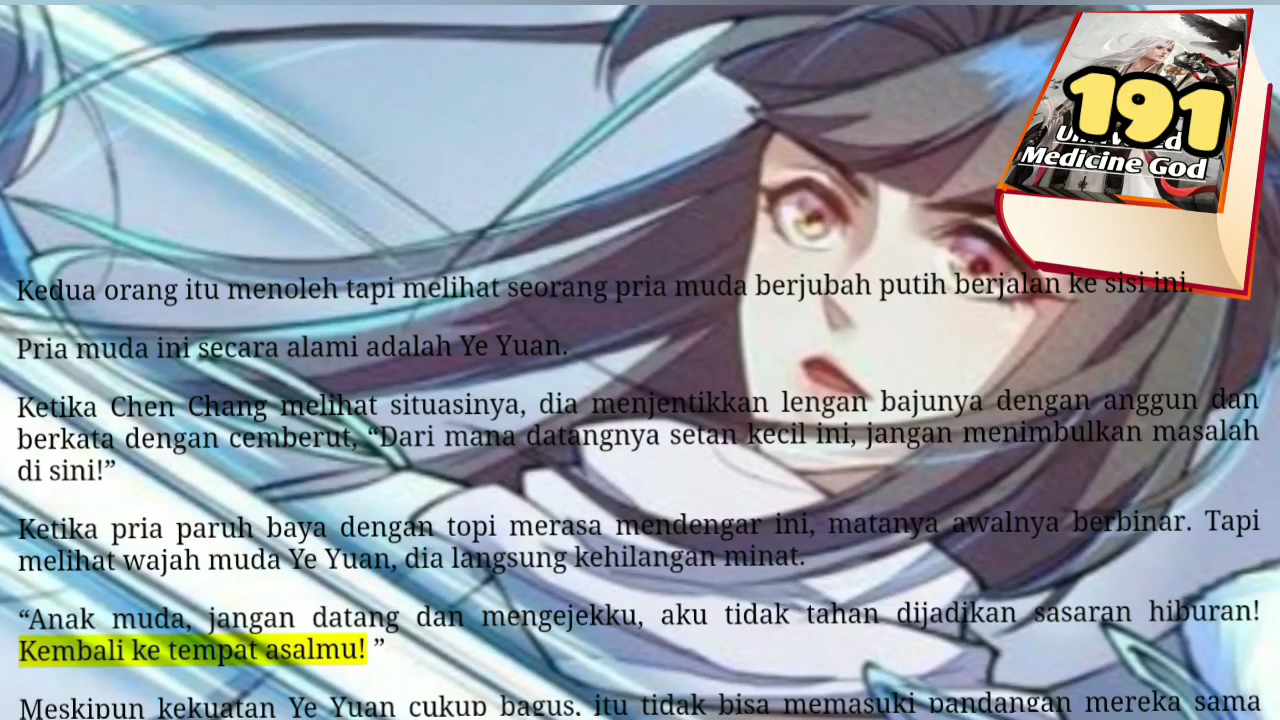 191
Medicine God
Kedua orang itu menoleh tapi melihat seorang pria muda berjubah putih berjalan ke sisi ini.
Pria muda ini secara alami adalah Ye Yuan.
Ketika Chen Chang melihat situasinya, dia menjentikkan lengan bajunya dengan anggun dan
berkata dengan cemberut, “Dari mana datangnya setan kecil ini, jangan menimbulkan masalah
di sini!”
Ketika pria paruh baya dengan topi merasa mendengar ini, matanya awalnya berbinar. Tapi
melihat wajah muda Ye Yuan, dia langsung kehilangan minat.
“Anak muda, jangan datang dan mengejekku, aku tidak tahan dijadikan sasaran hiburan!
Kembali ke tempat asalmu! ”
Meskipun kekuatan Ye Yuan cukup bagus, itu tidak bisa memasuki pandangan mereka sama